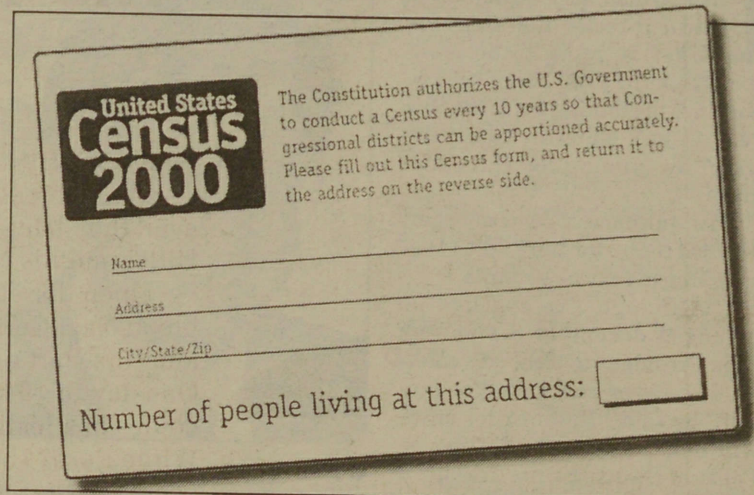 United States
Census
2000
The Constitution authorizes the U.S. Government
to conduct a Census every 10 years so that Con-
gressional districts can be apportioned accurately.
Please fill out this Census form, and return it to
the address on the reverse side.
Name
Address
City/State/Zip
Number of people living at this address: